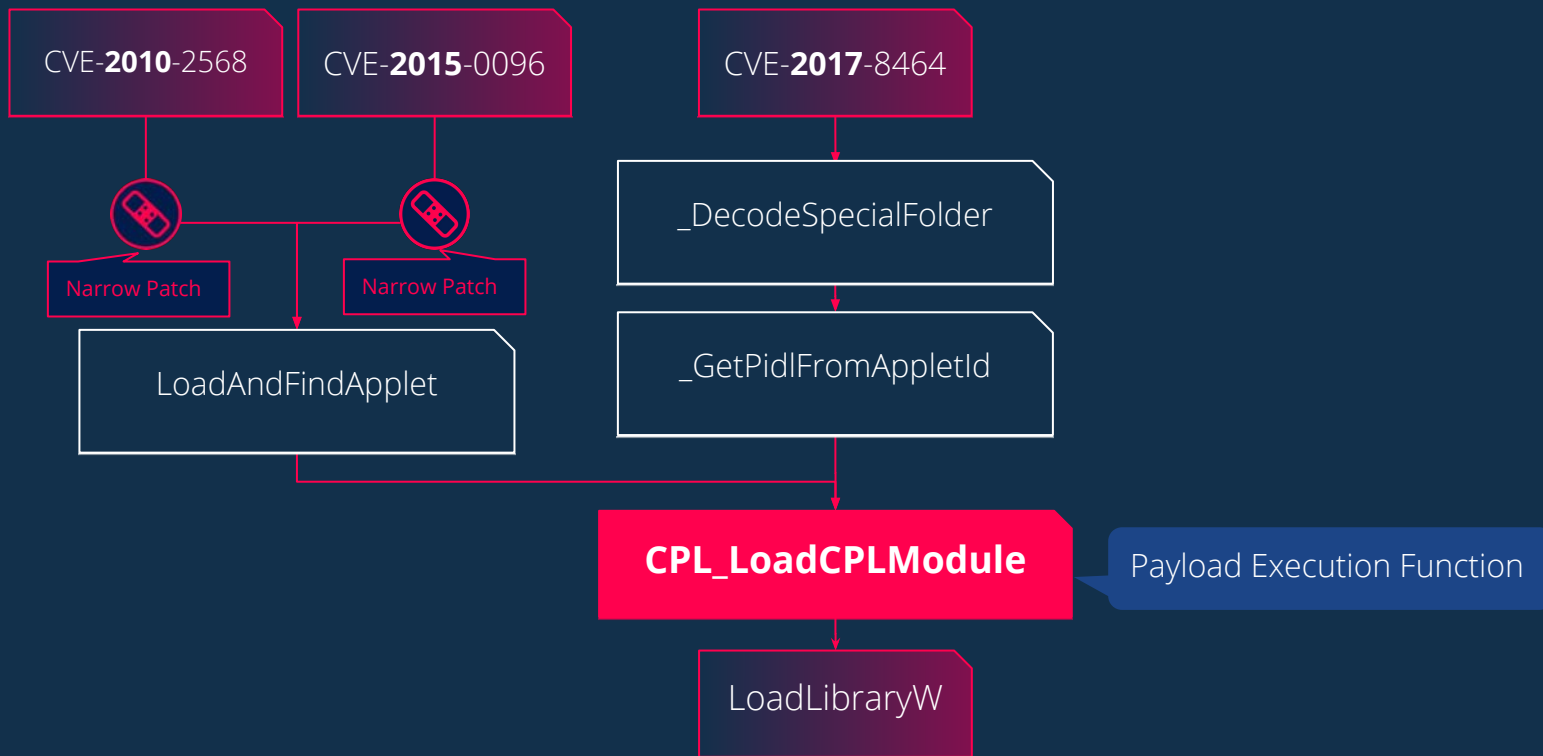 CVE-2010-2568
CVE-2015-0096
CVE-2017-8464
_DecodeSpecialFolder
Narrow Patch
Narrow Patch
_GetPidlFromAppletId
LoadAndFindApplet
CPL_LoadCPLModule
Payload Execution Function
LoadLibraryW